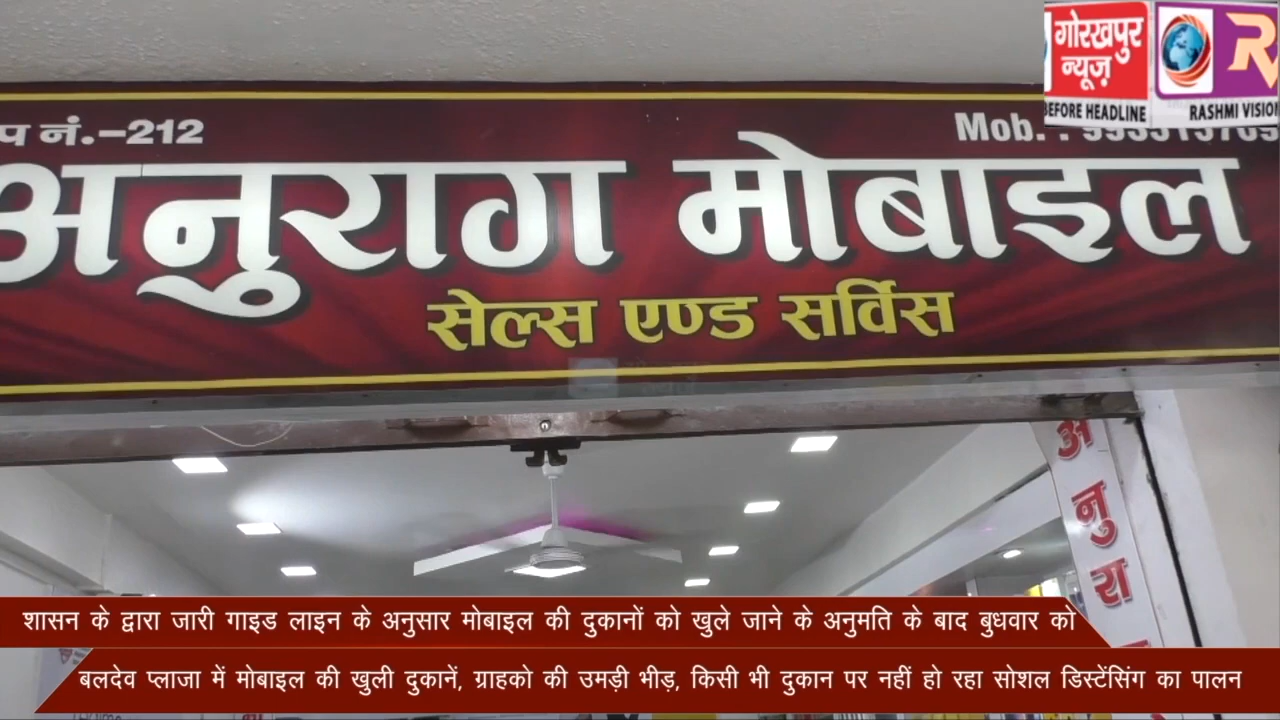 गोरखपुर
न्यूज़
BEFORE HEADLINE
R
RASHMI VISION
प नं.-212
Mob. :
अनुराग मोबाइल
सेल्स एण्ड सर्विस
अ
नु
रा
शासन के द्वारा जारी गाइड लाइन के अनुसार मोबाइल की दुकानों को खुले जाने के अनुमति के बाद बुधवार को
बलदेव प्लाजा में मोबाइल की खुली दुकानें, ग्राहको की उमड़ी भीड़, किसी भी दुकान पर नहीं हो रहा सोशल डिस्टेंसिंग का पालन